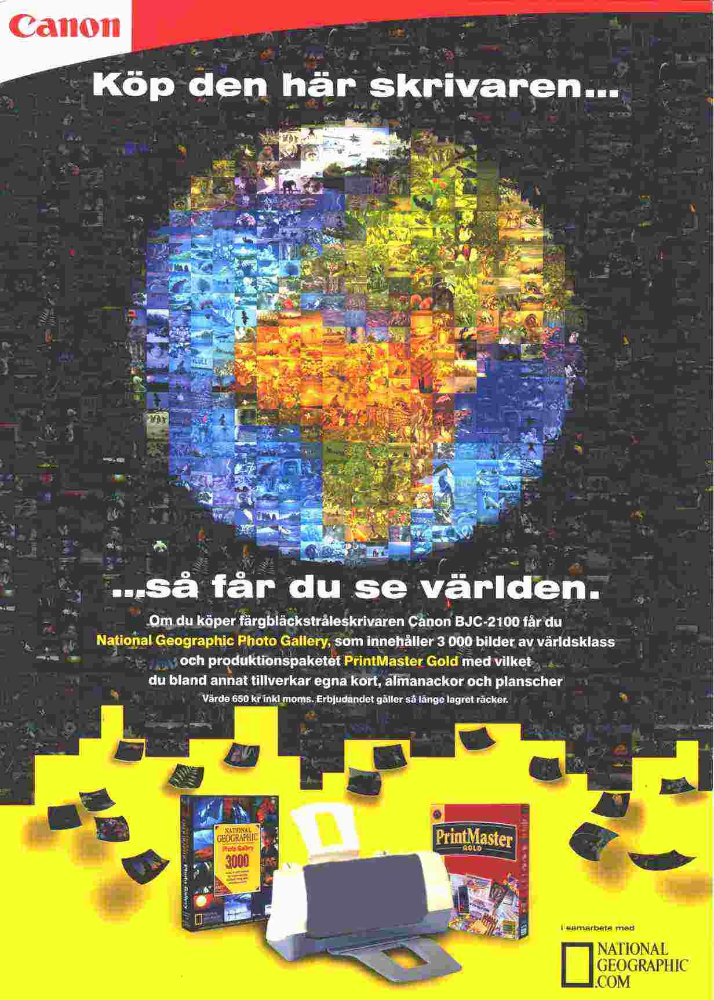 Canon
Köp den här skrivaren...
...så får du se världen.
Om du köper färgbläckstråleskrivaren Canon BJC-2100 får du
National Geographic Photo Gallery, som innehåller 3 000 bilder av världsklass
och produktionspaketet PrintMaster Gold med vilket
du bland annat tillverkar egna kort, almanackor och planscher
Värde 650 kr inkl moms. Erbjudandet gäller så länge lagret räcker.
NATIONAL
GEOGRAPHIC
Photo Gallery
3000
PrintMaster
GOLD
i samarbete med
NATIONAL
GEOGRAPHIC
.COM